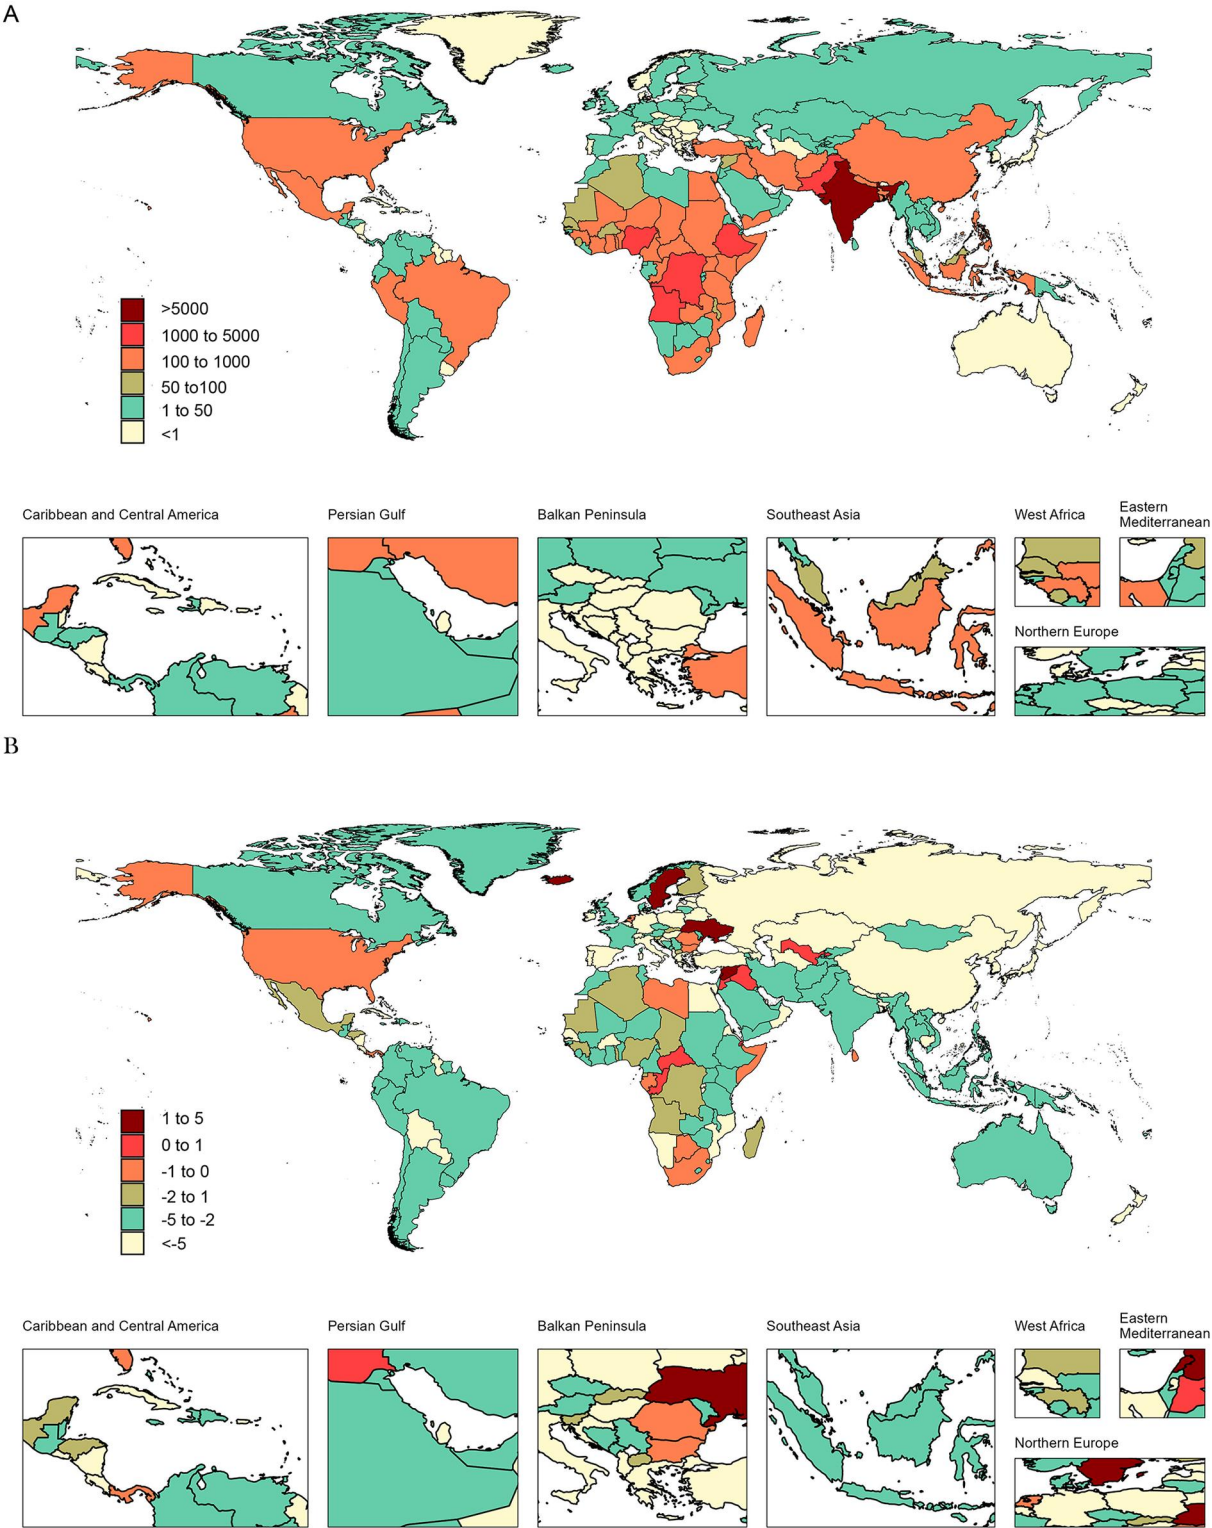 A
>5000
1000 to 5000
100 to 1000
50 to100
1 to 50
<1
Caribbean and Central America
Persian Gulf
Balkan Peninsula
Southeast Asia
West Africa
Eastern
Mediterranean
Northern Europe
B
1 to 5
0 to 1
-1 to 0
-2 to 1
-5 to -2
<-5
Caribbean and Central America
Persian Gulf
Balkan Peninsula
Southeast Asia
West Africa
Eastern
Mediterranean
Northern Europe